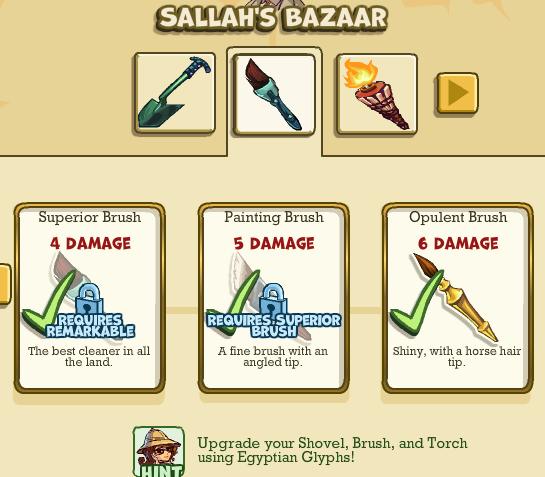 SALLAH'S BAZAAR
Superior Brush
4 DAMAGE
REQUIRES
REMARKABLE
The best cleaner in all
the land.
Painting Brush
5 DAMAGE
REQUIRES SUPERIOR
BRUSH
A fine brush with an
angled tip.
Opulent Brush
6 DAMAGE
Shiny, with a horse hair
tip.
HINT
Upgrade your Shovel, Brush, and Torch
using Egyptian Glyphs!